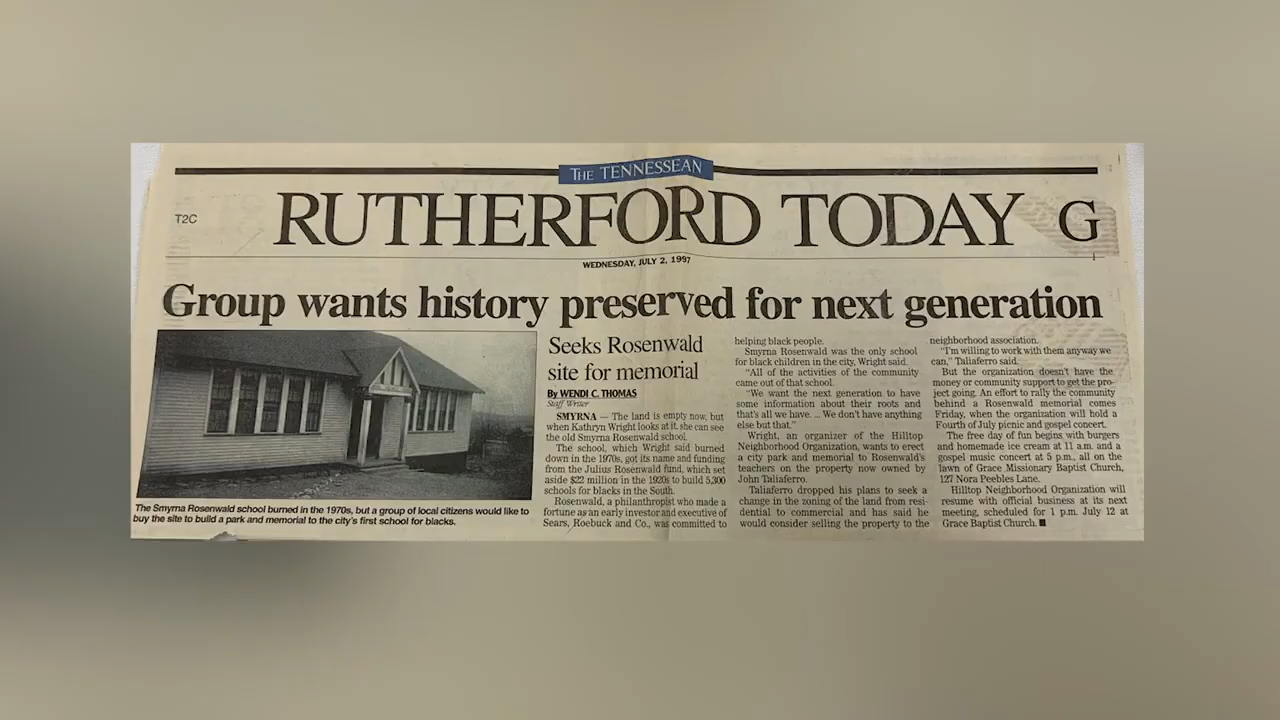 THE TENNESSEAN
T2C
RUTHERFORD TODAY
G
WEDNESDAY, JULY 2, 1997
Group wants history preserved for next generation
The Smyrna Rosenwald school burned in the 1970s, but a group of local citizens would like to
buy the site to build a park and memorial to the city's first school for blacks.
Seeks Rosenwald
site for memorial
By WENDI C. THOMAS
Staff Writer
SMYRNA — The land is empty now, but
when Kathryn Wright looks at it, she can see
the old Smyrna Rosenwald school.
The school, which Wright said burned
down in the 1970s, got its name and funding
from the Julius Rosenwald fund, which set
aside $22 million in the 1920s to build 5,300
schools for blacks in the South.
Rosenwald, a philanthropist who made a
fortune as an early investor and executive of
Sears, Roebuck and Co., was committed to
helping black people.
Smyrna Rosenwald was the only school
for black children in the city, Wright said.
"All of the activities of the community
came out of that school.
"We want the next generation to have
some information about their roots and
that's all we have. ... We don't have anything
else but that."
Wright, an organizer of the Hilltop
Neighborhood Organization, wants to erect
a city park and memorial to Rosenwald's
teachers on the property now owned by
John Taliaferro.
Taliaferro dropped his plans to seek a
change in the zoning of the land from resi-
dential to commercial and has said he
would consider selling the property to the
neighborhood association.
"I'm willing to work with them anyway we
can," Taliaferro said.
But the organization doesn't have the
money or community support to get the pro-
ject going. An effort to rally the community
behind a Rosenwald memorial comes
Friday, when the organization will hold a
Fourth of July picnic and gospel concert.
The free day of fun begins with burgers
and homemade ice cream at 11 a.m. and a
gospel music concert at 5 p.m., all on the
lawn of Grace Missionary Baptist Church,
127 Nora Peebles Lane.
Hilltop Neighborhood Organization will
resume with official business at its next
meeting, scheduled for 1 p.m. July 12 at
Grace Baptist Church. ■